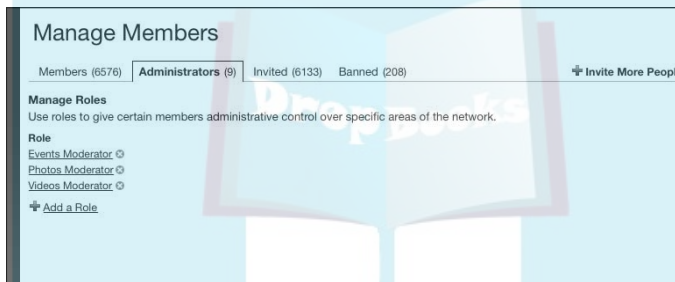 Manage Members
Members (6576) Administrators (9) Invited (6133) Banned (208) Invite More Peopl
Manage Roles
Use roles to give certain members administrative control over specific areas of the network.
Role
Events Moderator
Photos Moderator
Videos Moderator
Add a Role
Drop Books